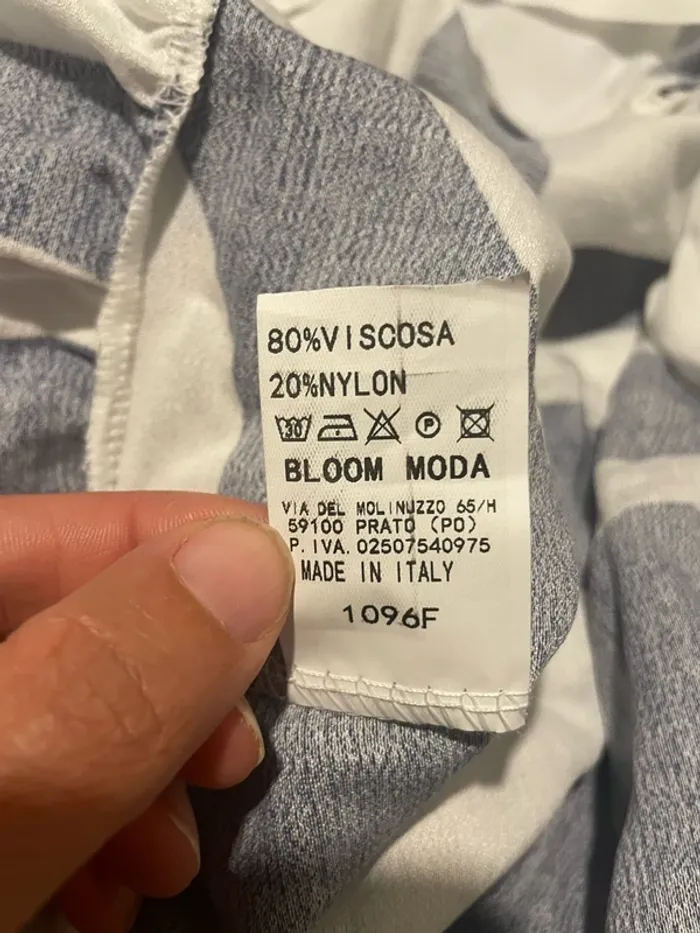 80%VISCOSA
20%NYLON
30 P
BLOOM MODA
VIA DEL MOLINUZZO 65/H
59100 PRATO (PO)
P. IVA. 02507540975
MADE IN ITALY
1096F